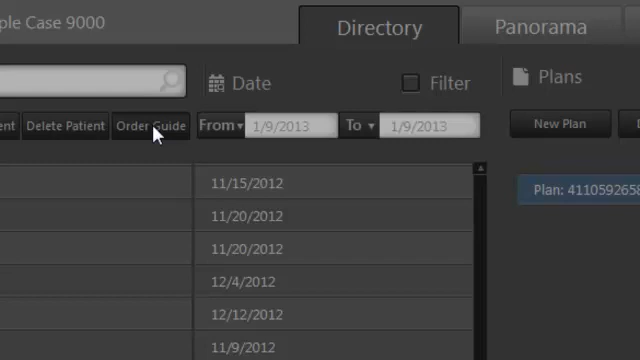 ple Case 9000
Directory
Panorama
Date
Filter
Plans
ent
Delete Patient
Order Guide
From
1/9/2013
To
1/9/2013
New Plan
Plan: 4110592658
11/15/2012
11/20/2012
11/20/2012
12/4/2012
12/12/2012
11/9/2012